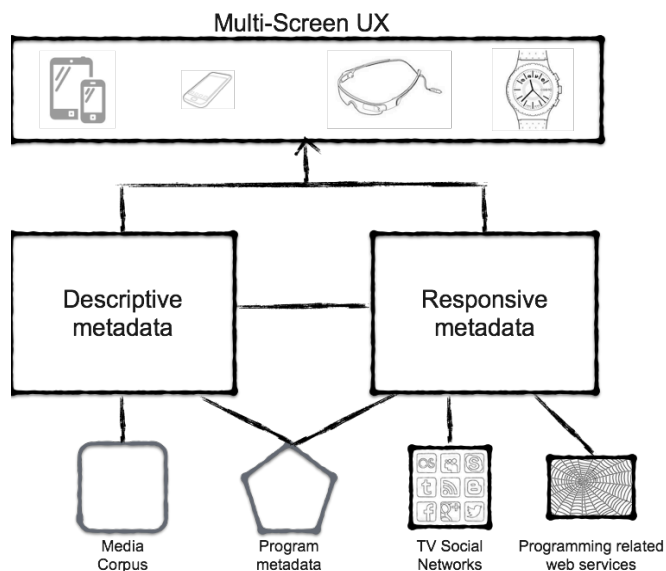 Multi-Screen UX
Descriptive
metadata
Responsive
metadata
Media
Corpus
Program
metadata
TV Social
Networks
Programming related
web services